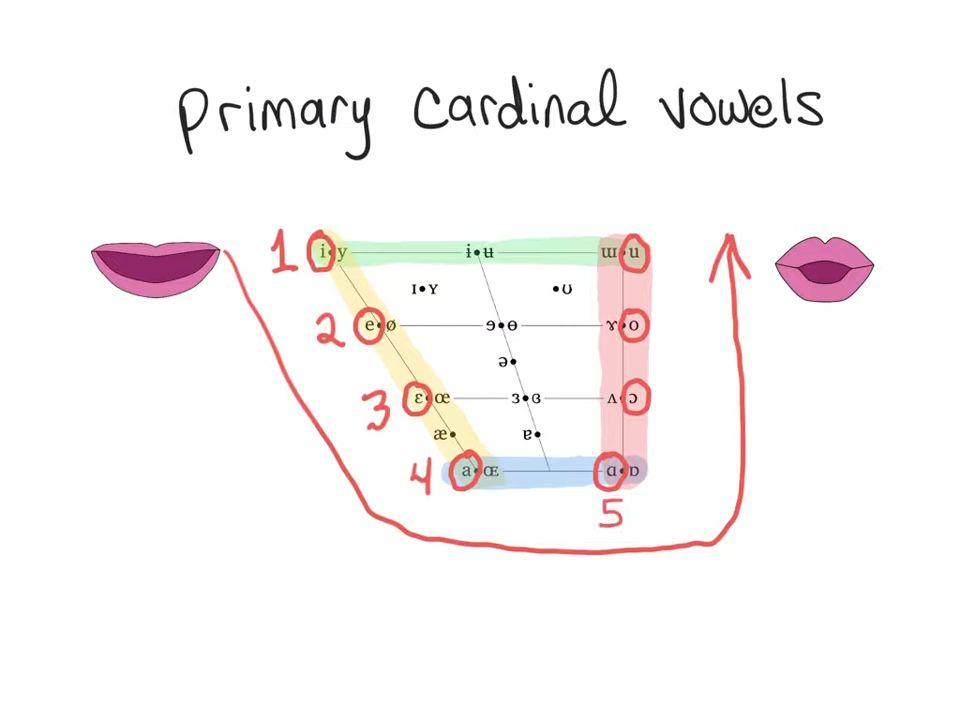 primary cardinal vowels
1 i y ɨ ʉ ɯ u
ɪ ʏ ʊ
2 e ø ɘ ɵ ɤ o
ə
3 ɛ œ ɜ ɞ ʌ ɔ
æ ɐ
4 a ɶ ɑ ɒ
5